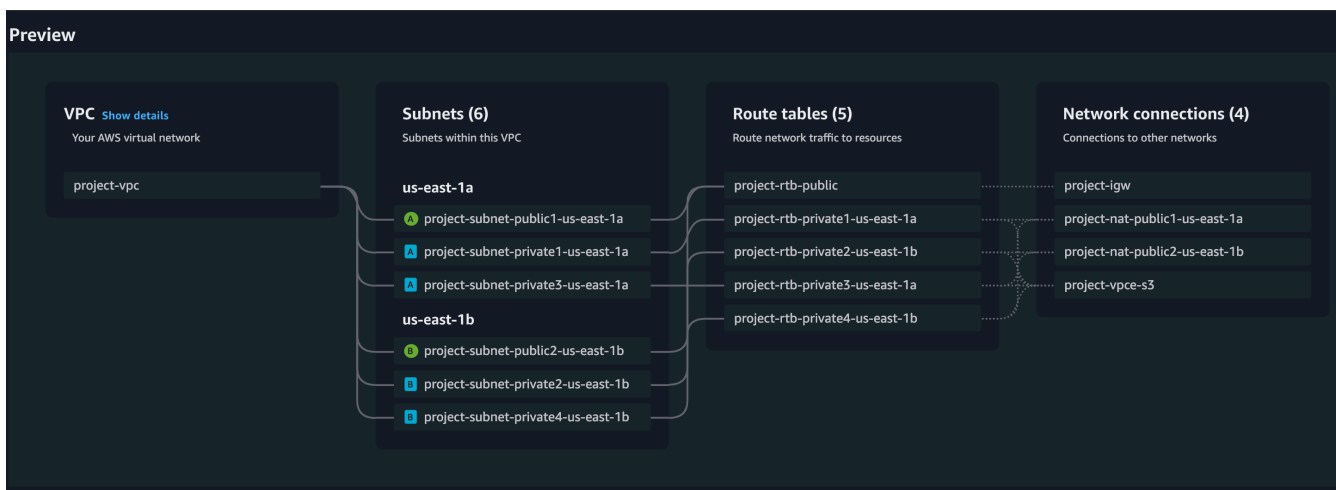 Preview
VPC Show details
Your AWS virtual network
project-vpc
Subnets (6)
Subnets within this VPC
us-east-1a
A project-subnet-public1-us-east-1a
A project-subnet-private1-us-east-1a
A project-subnet-private3-us-east-1a
us-east-1b
B project-subnet-public2-us-east-1b
B project-subnet-private2-us-east-1b
B project-subnet-private4-us-east-1b
Route tables (5)
Route network traffic to resources
project-rtb-public
project-rtb-private1-us-east-1a
project-rtb-private2-us-east-1b
project-rtb-private3-us-east-1a
project-rtb-private4-us-east-1b
Network connections (4)
Connections to other networks
project-igw
project-nat-public1-us-east-1a
project-nat-public2-us-east-1b
project-vpce-s3